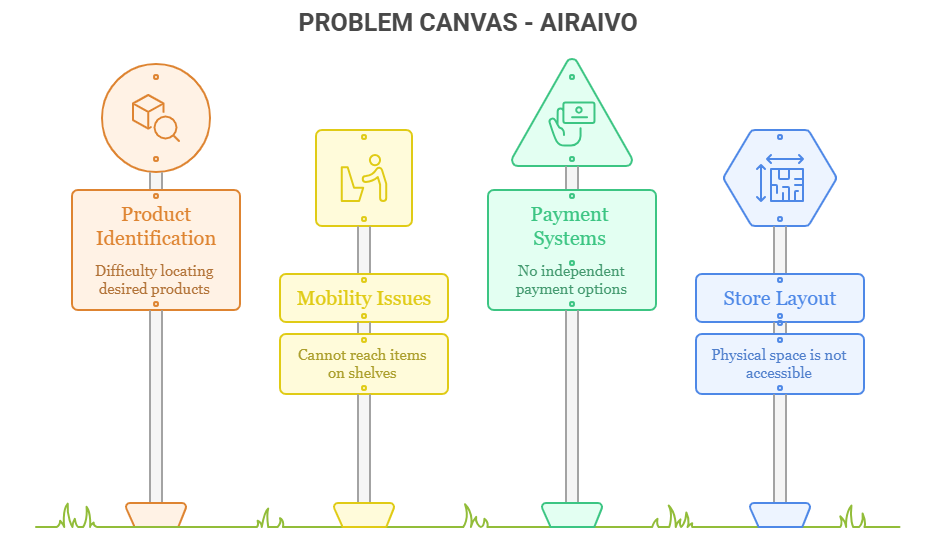 PROBLEM CANVAS - AIRAIVO
Product
Identification
Difficulty locating
desired products
Mobility Issues
Cannot reach items
on shelves
Payment
Systems
No independent
payment options
Store Layout
Physical space is not
accessible